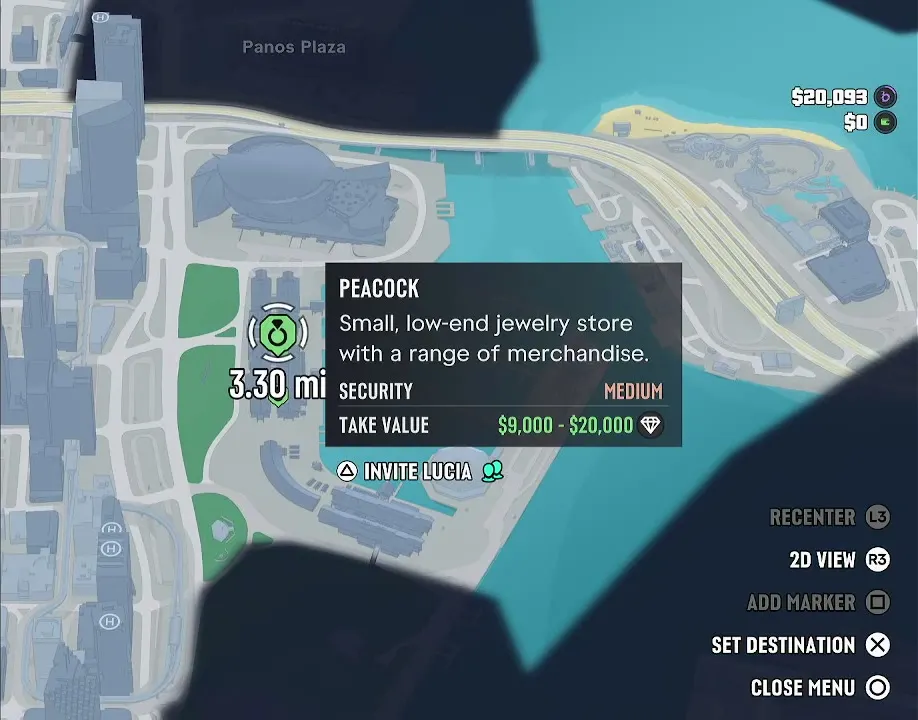 H
Panos Plaza
$20,093
$0
PEACOCK
Small, low-end jewelry store
with a range of merchandise.
3.30 mi
SECURITY MEDIUM
TAKE VALUE $9,000 - $20,000
INVITE LUCIA
RECENTER L3
H
H
2D VIEW R3
ADD MARKER
H
SET DESTINATION
CLOSE MENU